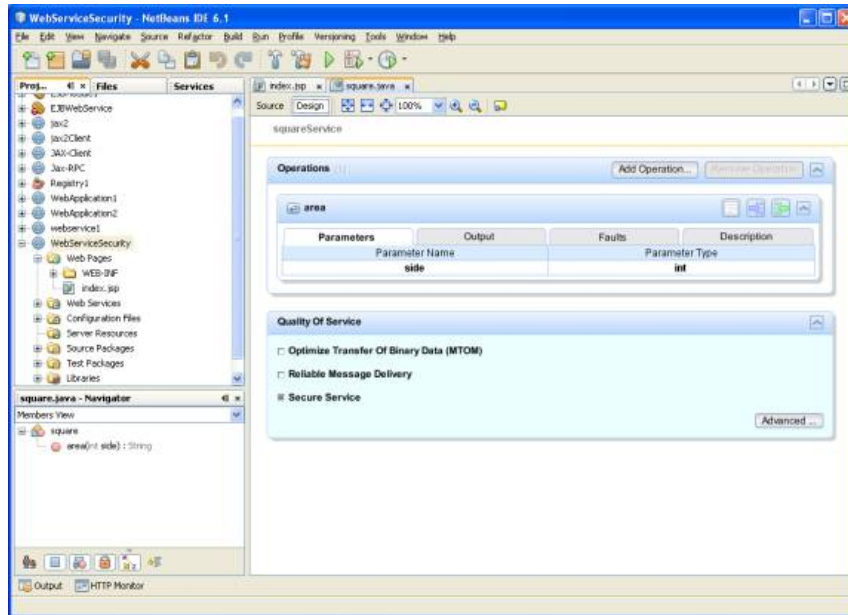 WebServiceSecurity - NetBeans IDE 6.1
File Edit View Navigate Source Refactor Build Run Profile Versioning Tools Window Help
100%
Proj... Files Services
EJBWebService
jax2
jax2Client
JAX-Client
Jax-RPC
Registry1
WebApplication1
WebApplication2
webservice1
WebServiceSecurity
Web Pages
WEB-INF
index.jsp
Web Services
Configuration Files
Server Resources
Source Packages
Test Packages
Libraries
square.java - Navigator
Members View
square
area(int side) : String
index.jsp square.java
Source Design 100%
squareService
Operations Add Operation... Remove Operation
area
Parameters Output Faults Description
Parameter Name Parameter Type
side int
Quality Of Service
Optimize Transfer Of Binary Data (MTOM)
Reliable Message Delivery
Secure Service
Advanced ...
Output HTTP Monitor